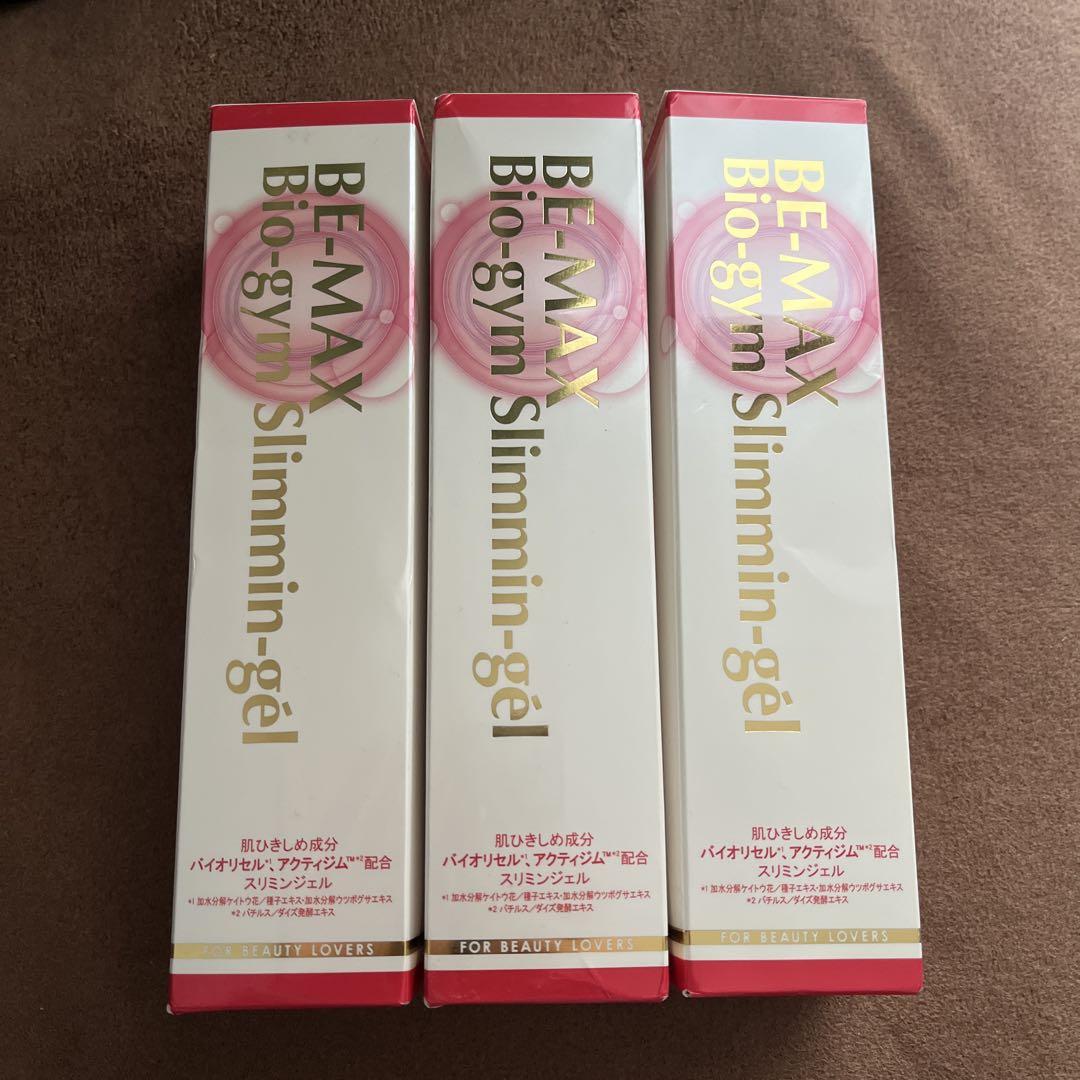 BE-MAX
Bio-gym Slimmin-gél
肌ひきしめ成分
バイオリセル*1、アクティジム™*2配合
スリミンジェル
*1 加水分解ケイトウ花／種子エキス・加水分解ウツボグサエキス
*2 バチルス／ダイズ発酵エキス
FOR BEAUTY LOVERS
BE-MAX
Bio-gym Slimmin-gél
肌ひきしめ成分
バイオリセル*1、アクティジム™*2配合
スリミンジェル
*1 加水分解ケイトウ花／種子エキス・加水分解ウツボグサエキス
*2 バチルス／ダイズ発酵エキス
FOR BEAUTY LOVERS
BE-MAX
Bio-gym Slimmin-gél
肌ひきしめ成分
バイオリセル*1、アクティジム™*2配合
スリミンジェル
*1 加水分解ケイトウ花／種子エキス・加水分解ウツボグサエキス
*2 バチルス／ダイズ発酵エキス
FOR BEAUTY LOVERS